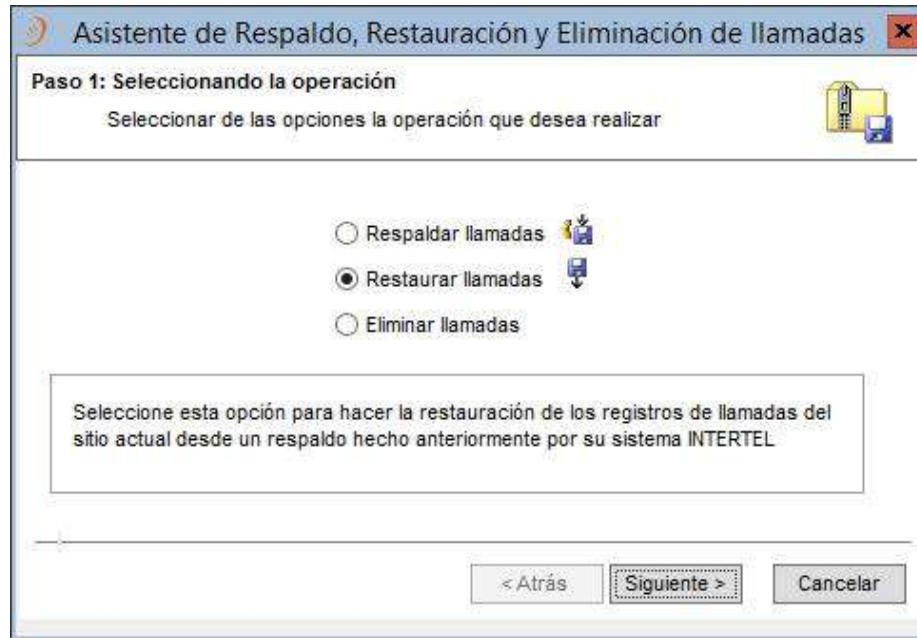 Asistente de Respaldo, Restauración y Eliminación de llamadas
Paso 1: Seleccionando la operación
Seleccionar de las opciones la operación que desea realizar
Respaldar llamadas
Restaurar llamadas
Eliminar llamadas
Seleccione esta opción para hacer la restauración de los registros de llamadas del
sitio actual desde un respaldo hecho anteriormente por su sistema INTERTEL
< Atrás Siguiente > Cancelar